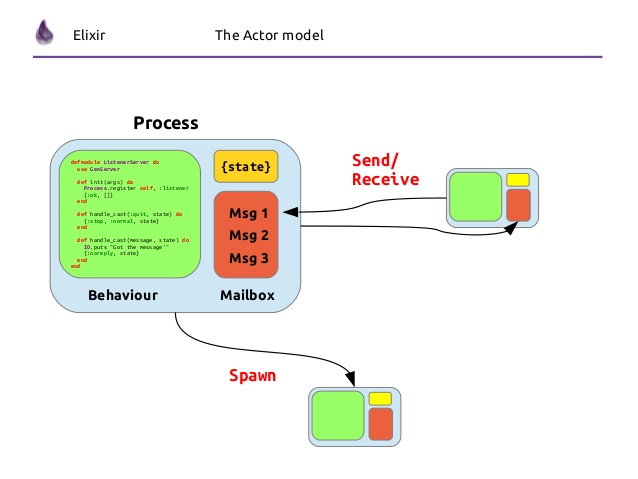 Elixir The Actor model
Process
defmodule ListenerServer do
use GenServer
def init(args) do
Process.register self, :listener
{:ok, []}
end
def handle_cast(:quit, state) do
{:stop, :normal, state}
end
def handle_cast(message, state) do
IO.puts "Got the message'"
{:noreply, state}
end
end
{state}
Msg 1
Msg 2
Msg 3
Behaviour Mailbox
Send/
Receive
Spawn